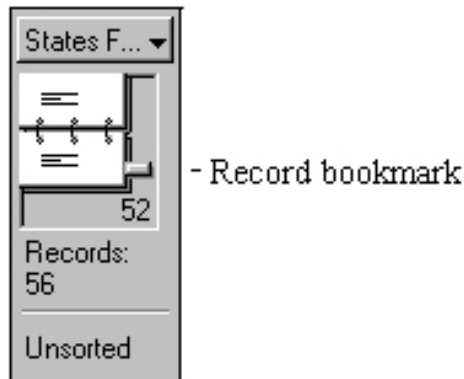 States F...
- Record bookmark
52
Records:
56
Unsorted